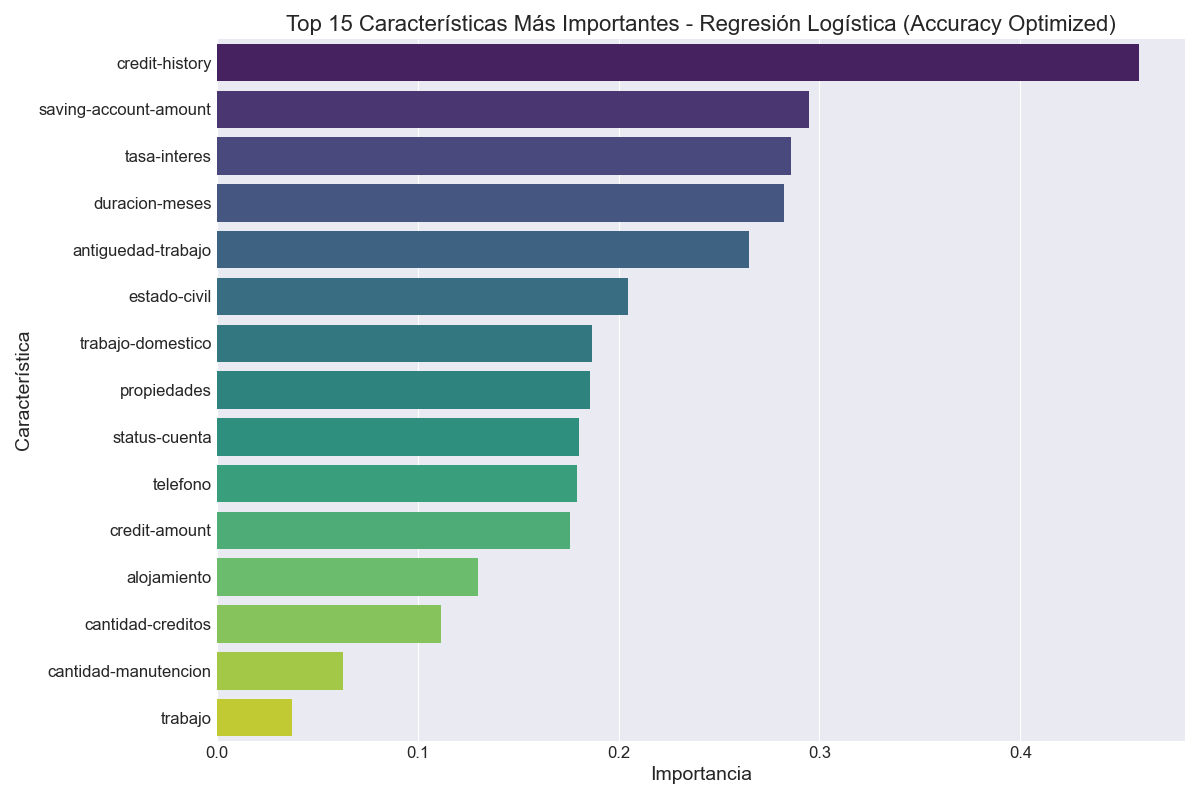 Top 15 Características Más Importantes - Regresión Logística (Accuracy Optimized)
Característica
credit-history
saving-account-amount
tasa-interes
duracion-meses
antiguedad-trabajo
estado-civil
trabajo-domestico
propiedades
status-cuenta
telefono
credit-amount
alojamiento
cantidad-creditos
cantidad-manutencion
trabajo
0.0 0.1 0.2 0.3 0.4
Importancia